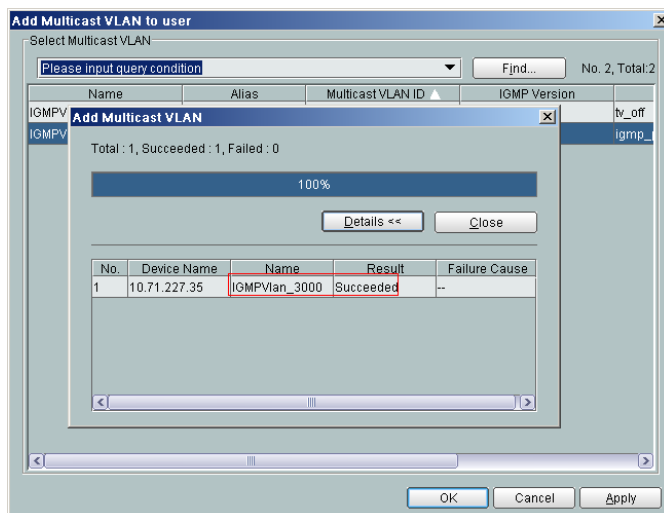 Add Multicast VLAN to user
Select Multicast VLAN
Please input query condition Find... No. 2, Total:2
Name Alias Multicast VLAN ID IGMP Version
IGMPV tv_off
IGMPV igmp_
Add Multicast VLAN
Total : 1, Succeeded : 1, Failed : 0
100%
Details << Close
No. Device Name Name Result Failure Cause
1 10.71.227.35 IGMPVlan_3000 Succeeded --
OK Cancel Apply